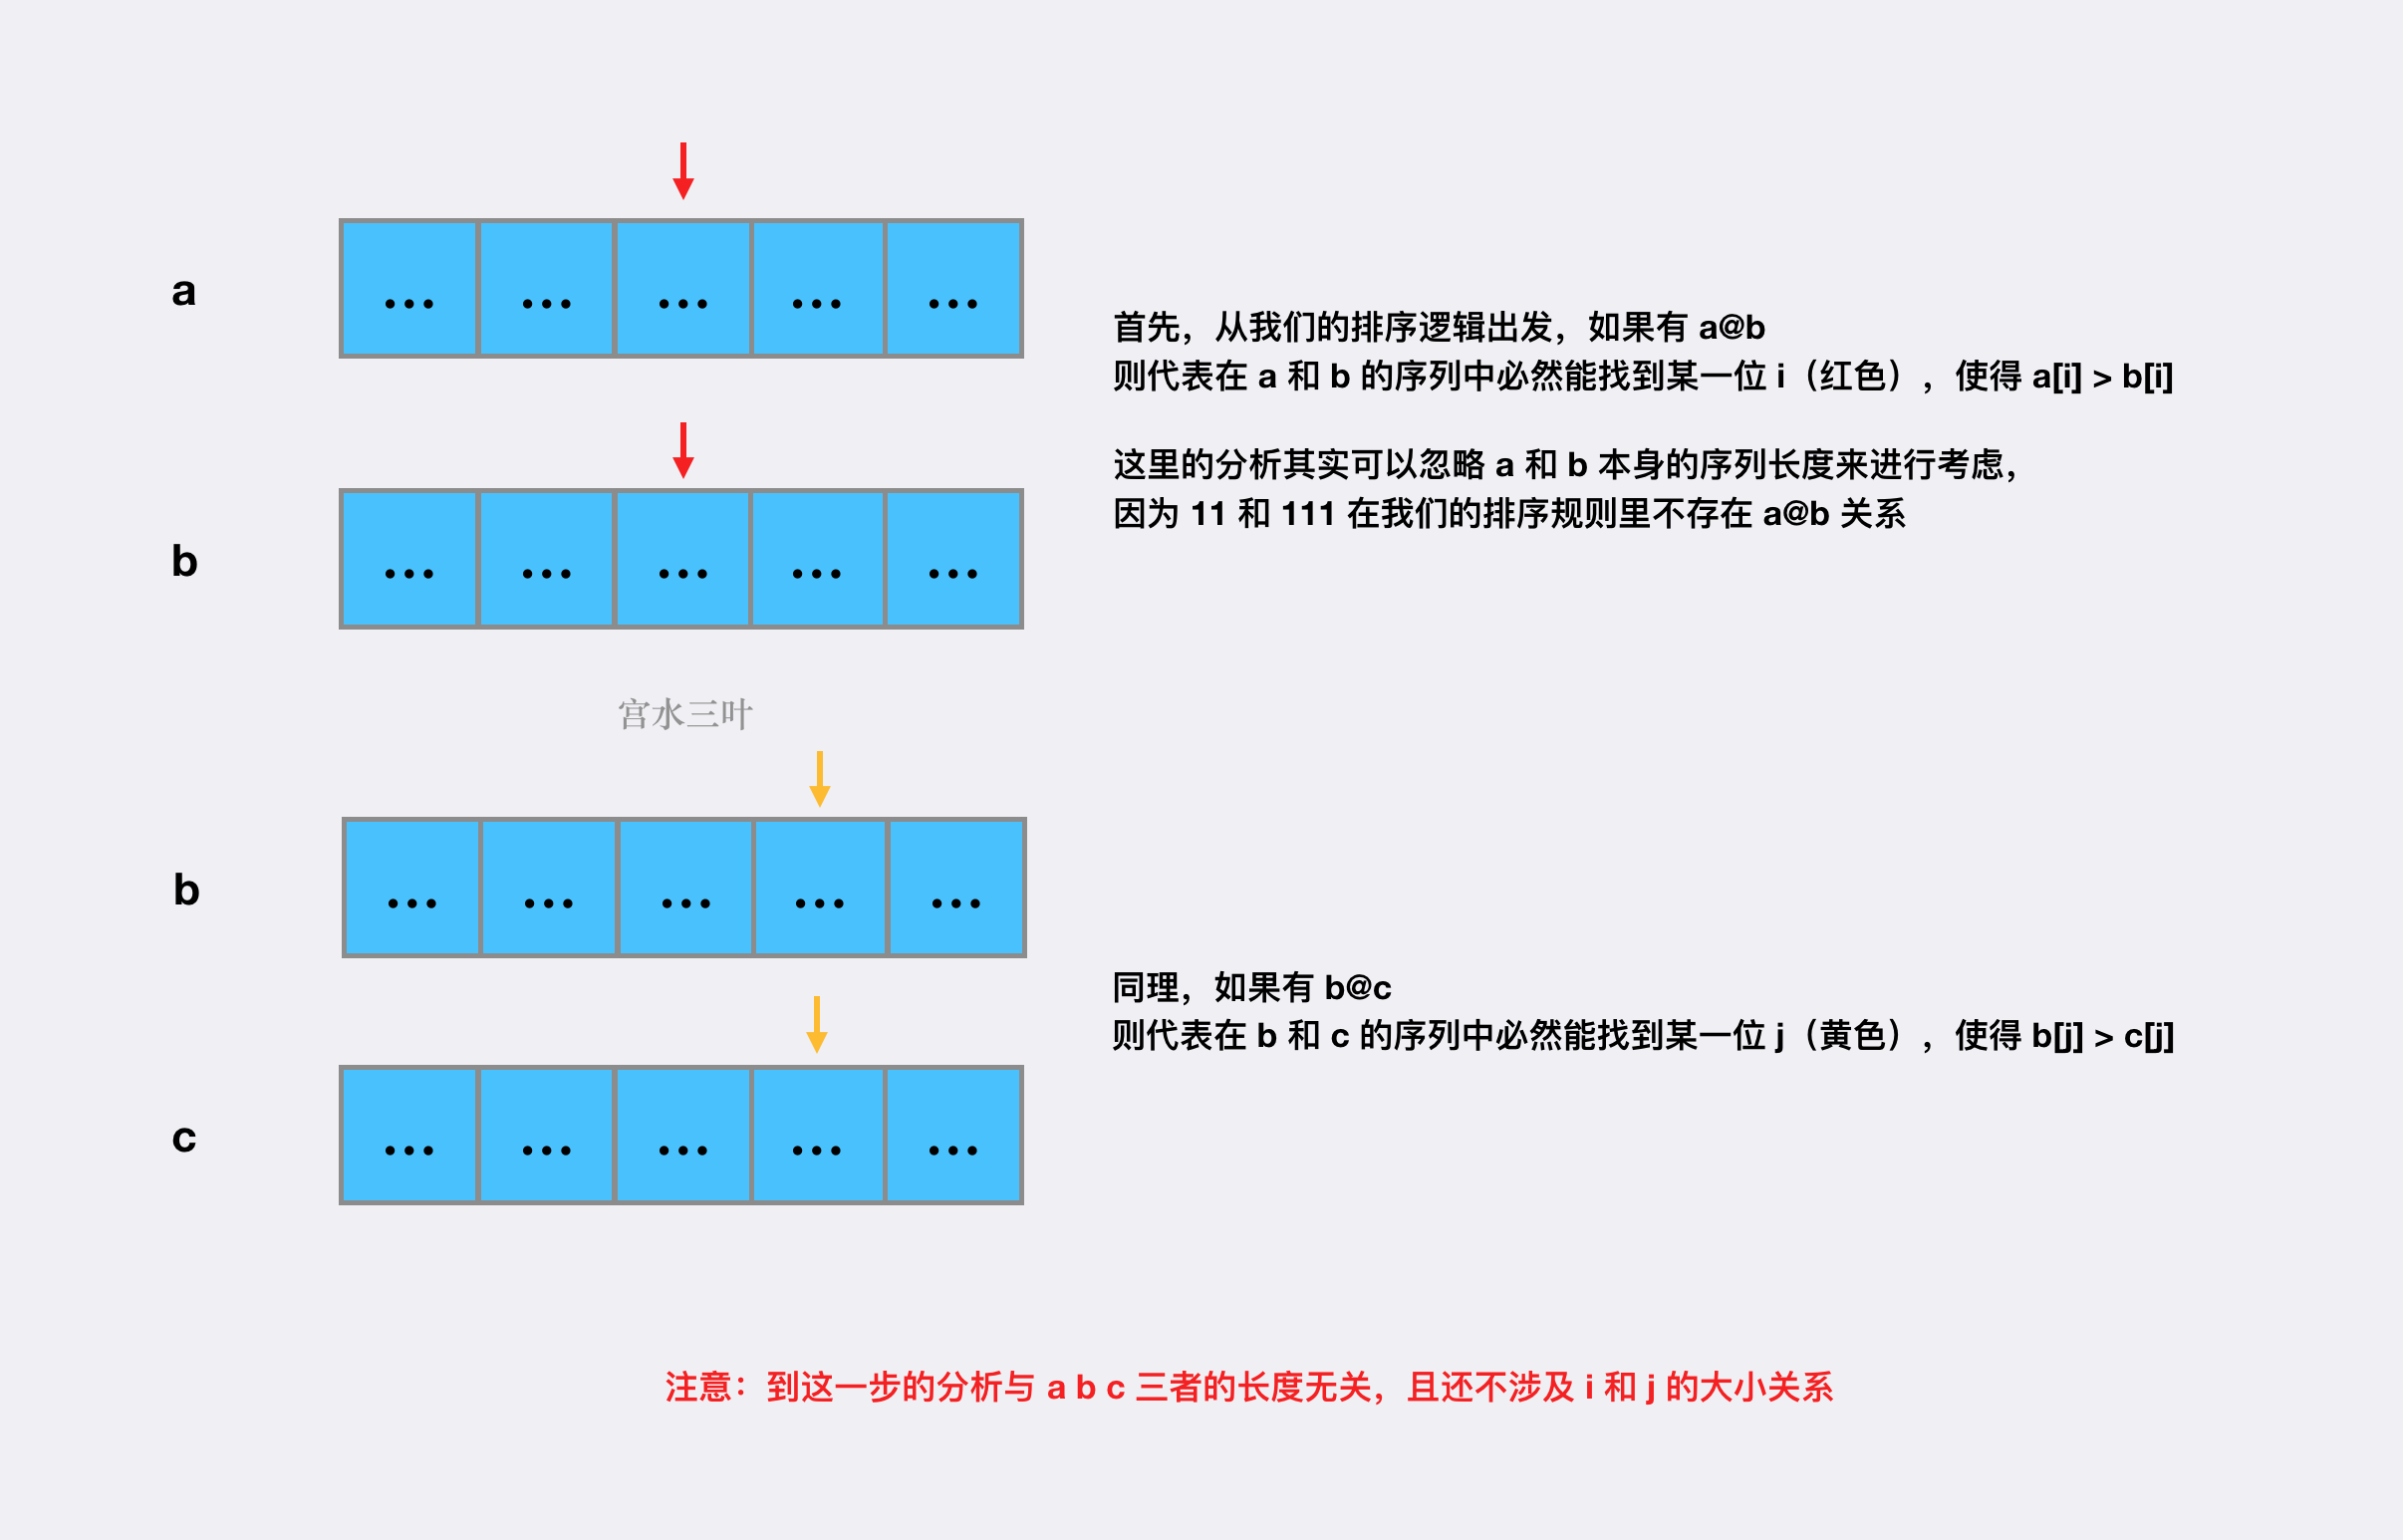 a
... ... ... ... ...
首先，从我们的排序逻辑出发，如果有 a@b
则代表在 a 和 b 的序列中必然能找到某一位 i（红色），使得 a[i] > b[i]
这里的分析其实可以忽略 a 和 b 本身的序列长度来进行考虑，
因为 11 和 111 在我们的排序规则里不存在 a@b 关系
b
... ... ... ... ...
宫水三叶
b
... ... ... ... ...
同理，如果有 b@c
则代表在 b 和 c 的序列中必然能找到某一位 j（黄色），使得 b[j] > c[j]
c
... ... ... ... ...
注意：到这一步的分析与 a b c 三者的长度无关，且还不涉及 i 和 j 的大小关系